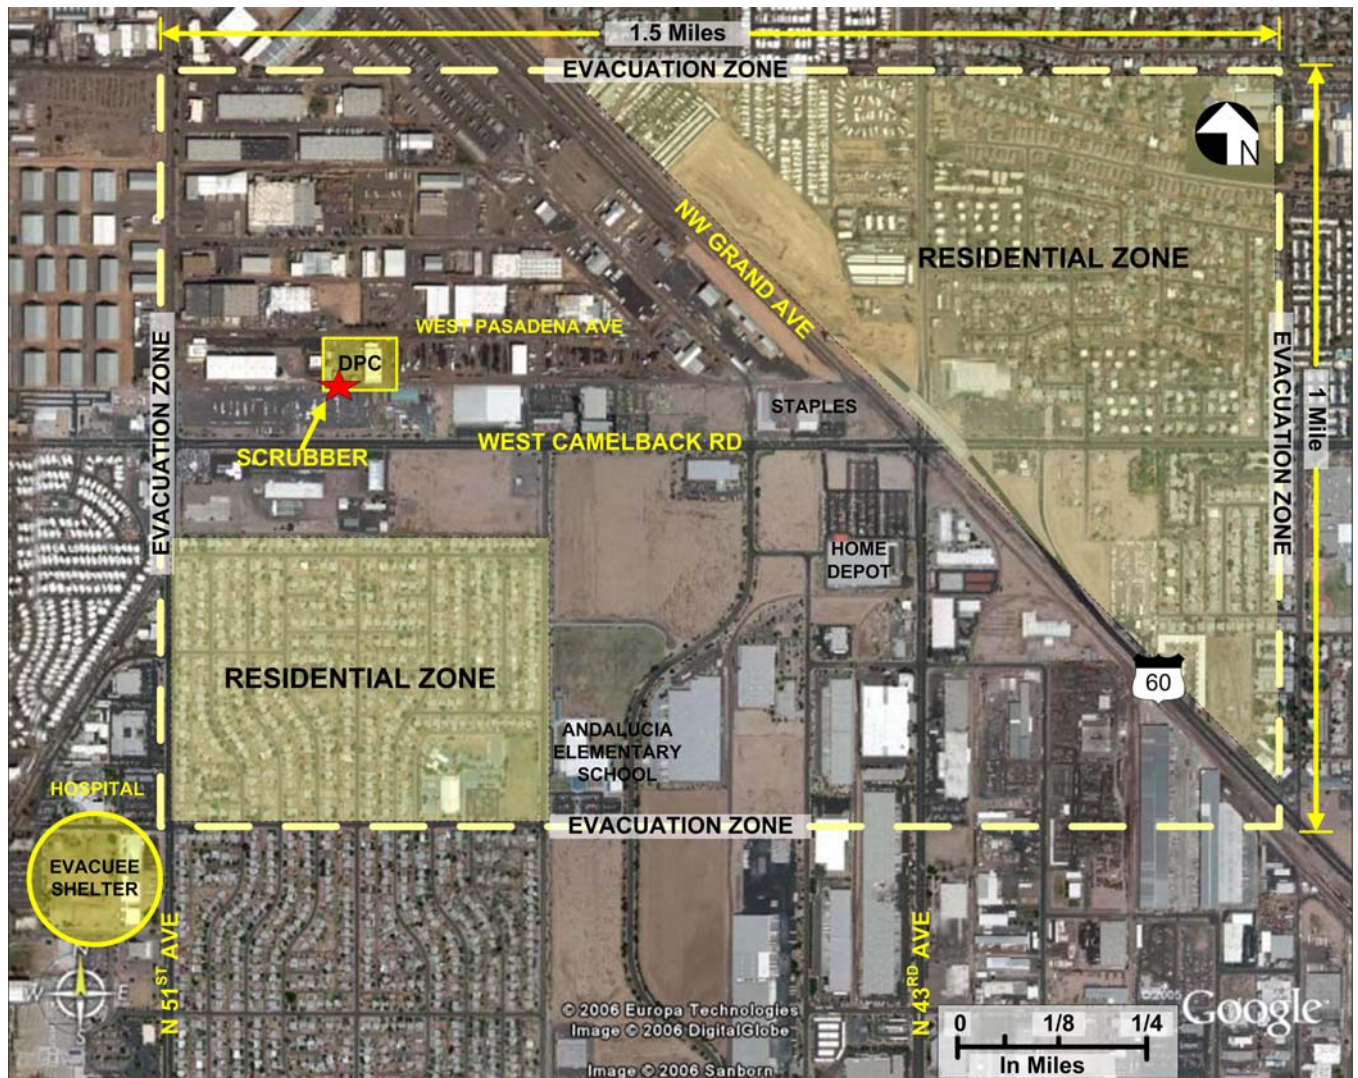 1.5 Miles
EVACUATION ZONE
N
NW GRAND AVE
RESIDENTIAL ZONE
WEST PASADENA AVE
EVACUATION ZONE
DPC
EVACUATION ZONE
1 Mile
STAPLES
WEST CAMELBACK RD
SCRUBBER
HOME
DEPOT
RESIDENTIAL ZONE
60
ANDALUCIA
ELEMENTARY
SCHOOL
HOSPITAL
EVACUATION ZONE
EVACUEE
SHELTER
N 51ST AVE
N 43RD AVE
N
W E
S
© 2006 Europa Technologies
Image © 2006 DigitalGlobe
Image © 2006 Sanborn
©2005 Google
0 1/8 1/4
In Miles